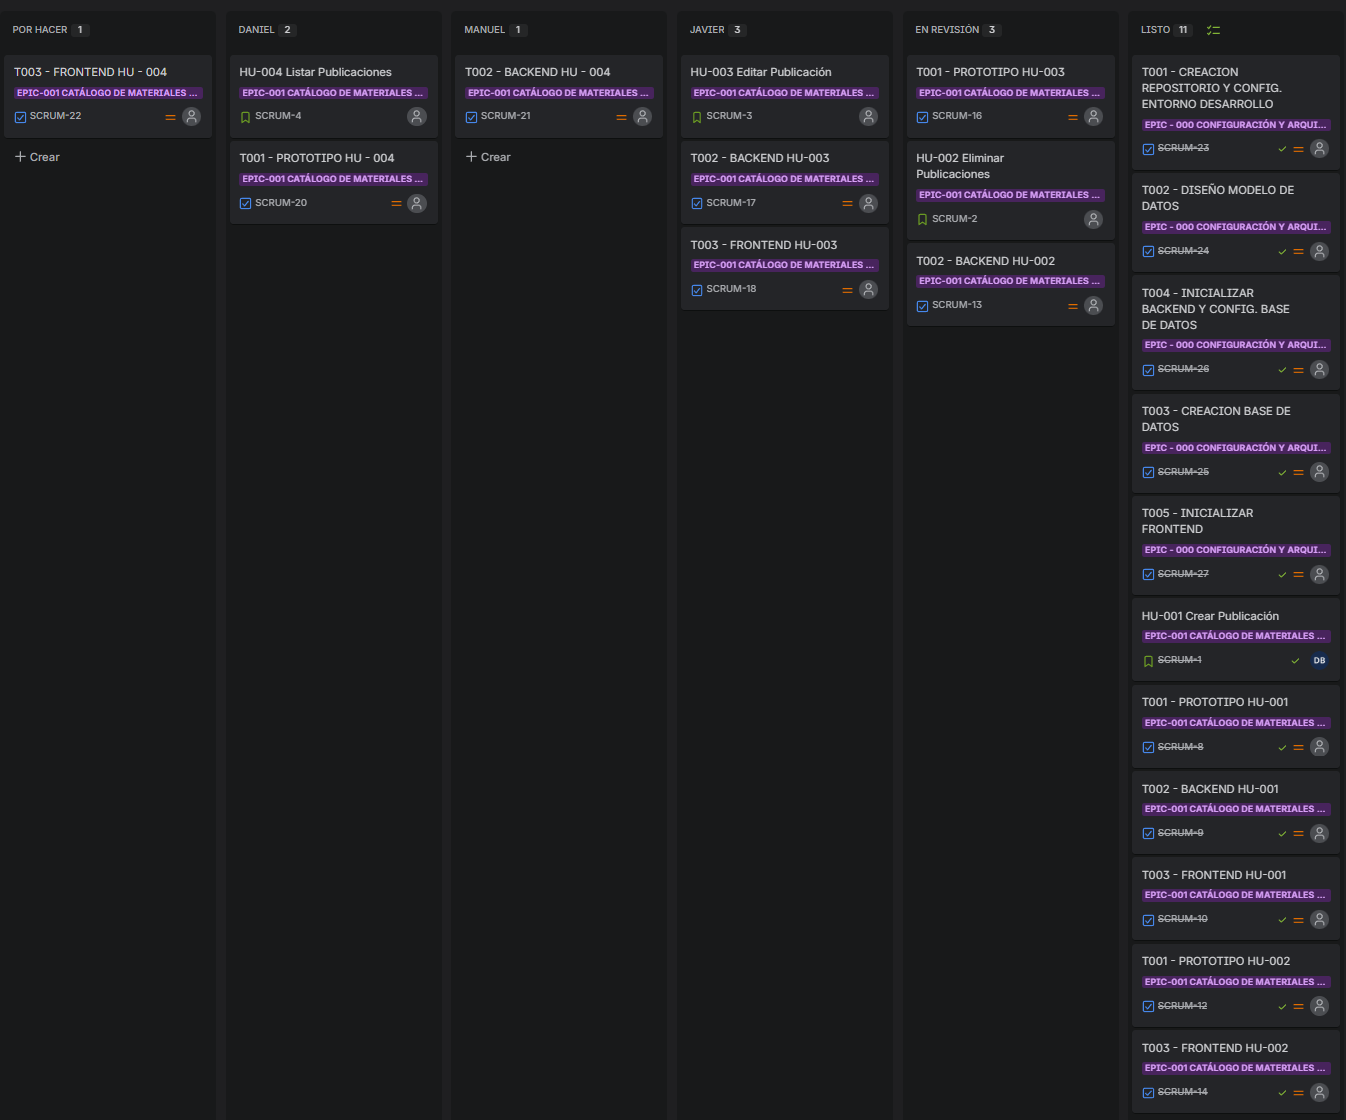 POR HACER 1
T003 - FRONTEND HU - 004
EPIC-001 CATÁLOGO DE MATERIALES ...
SCRUM-22
Crear
DANIEL 2
HU-004 Listar Publicaciones
EPIC-001 CATÁLOGO DE MATERIALES ...
SCRUM-4
T001 - PROTOTIPO HU - 004
EPIC-001 CATÁLOGO DE MATERIALES ...
SCRUM-20
MANUEL 1
T002 - BACKEND HU - 004
EPIC-001 CATÁLOGO DE MATERIALES ...
SCRUM-21
Crear
JAVIER 3
HU-003 Editar Publicación
EPIC-001 CATÁLOGO DE MATERIALES ...
SCRUM-3
T002 - BACKEND HU-003
EPIC-001 CATÁLOGO DE MATERIALES ...
SCRUM-17
T003 - FRONTEND HU-003
EPIC-001 CATÁLOGO DE MATERIALES ...
SCRUM-18
EN REVISIÓN 3
T001 - PROTOTIPO HU-003
EPIC-001 CATÁLOGO DE MATERIALES ...
SCRUM-16
HU-002 Eliminar
Publicaciones
EPIC-001 CATÁLOGO DE MATERIALES ...
SCRUM-2
T002 - BACKEND HU-002
EPIC-001 CATÁLOGO DE MATERIALES ...
SCRUM-13
LISTO 11
T001 - CREACION
REPOSITORIO Y CONFIG.
ENTORNO DESARROLLO
EPIC - 000 CONFIGURACIÓN Y ARQUI...
SCRUM-23
T002 - DISEÑO MODELO DE
DATOS
EPIC - 000 CONFIGURACIÓN Y ARQUI...
SCRUM-24
T004 - INICIALIZAR
BACKEND Y CONFIG. BASE
DE DATOS
EPIC - 000 CONFIGURACIÓN Y ARQUI...
SCRUM-26
T003 - CREACION BASE DE
DATOS
EPIC - 000 CONFIGURACIÓN Y ARQUI...
SCRUM-25
T005 - INICIALIZAR
FRONTEND
EPIC - 000 CONFIGURACIÓN Y ARQUI...
SCRUM-27
HU-001 Crear Publicación
EPIC-001 CATÁLOGO DE MATERIALES ...
SCRUM-1 DB
T001 - PROTOTIPO HU-001
EPIC-001 CATÁLOGO DE MATERIALES ...
SCRUM-8
T002 - BACKEND HU-001
EPIC-001 CATÁLOGO DE MATERIALES ...
SCRUM-9
T003 - FRONTEND HU-001
EPIC-001 CATÁLOGO DE MATERIALES ...
SCRUM-10
T001 - PROTOTIPO HU-002
EPIC-001 CATÁLOGO DE MATERIALES ...
SCRUM-12
T003 - FRONTEND HU-002
EPIC-001 CATÁLOGO DE MATERIALES ...
SCRUM-14